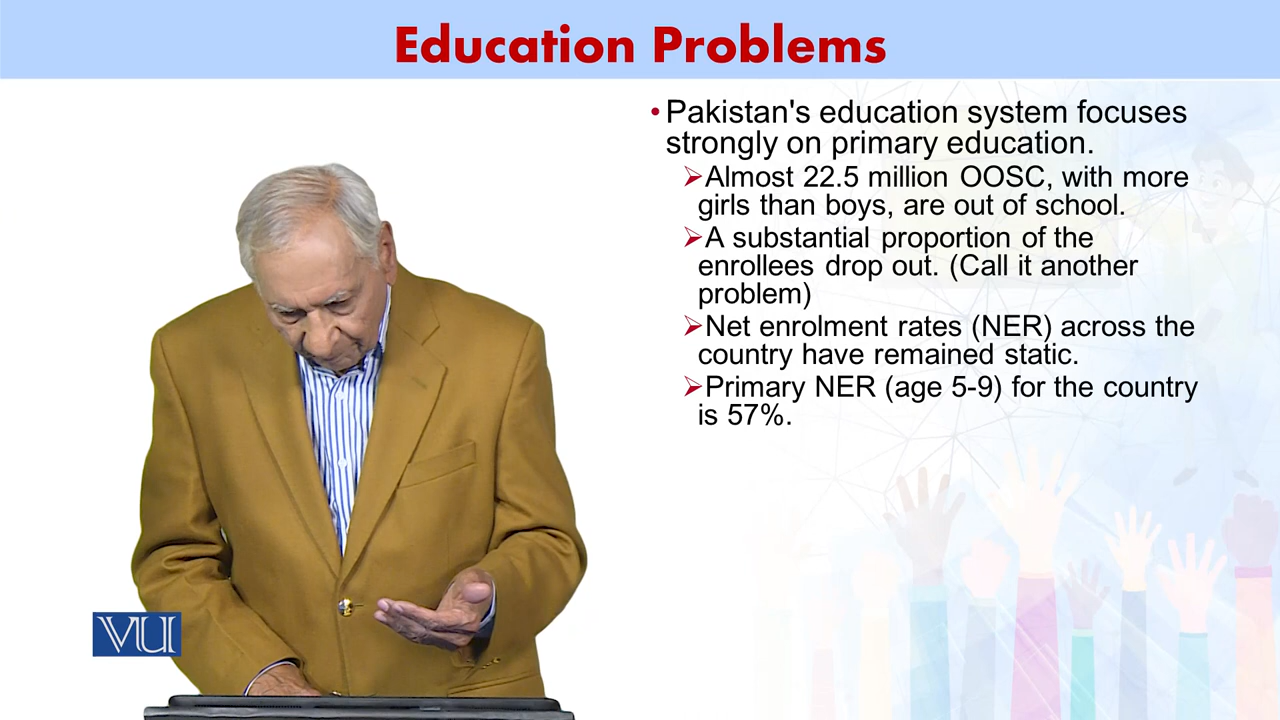 Education Problems
• Pakistan's education system focuses
strongly on primary education.
➢Almost 22.5 million OOSC, with more
girls than boys, are out of school.
➢A substantial proportion of the
enrollees drop out. (Call it another
problem)
➢Net enrolment rates (NER) across the
country have remained static.
➢Primary NER (age 5-9) for the country
is 57%.
VU